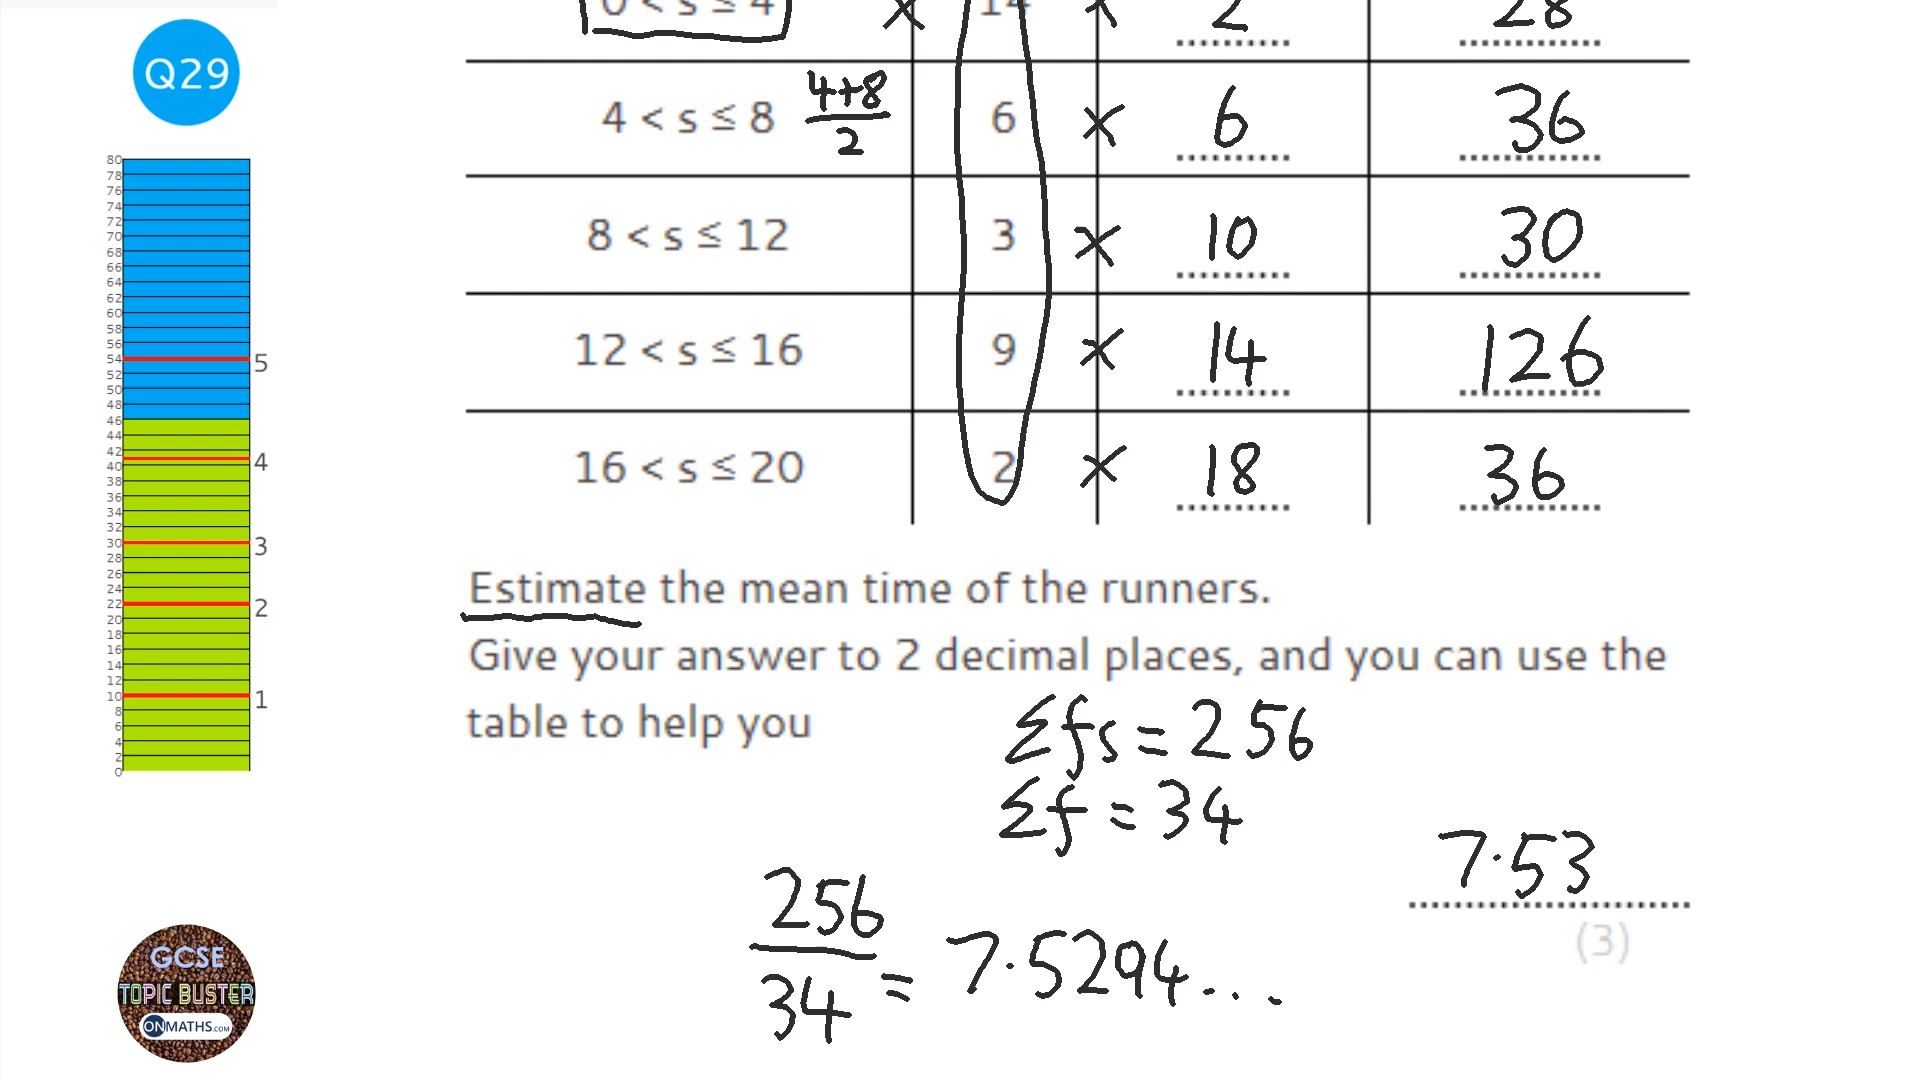 Q29
0 < s ≤ 4 × 14 × 2 28
4 < s ≤ 8 4+8/2 6 × 6 36
8 < s ≤ 12 3 × 10 30
12 < s ≤ 16 9 × 14 126
16 < s ≤ 20 2 × 18 36
Estimate the mean time of the runners.
Give your answer to 2 decimal places, and you can use the
table to help you
Σfs = 256
Σf = 34
7.53
(3)
256/34 = 7.5294...
80
78
76
74
72
70
68
66
64
62
60
58
56
54 5
52
50
48
46
44
42
40 4
38
36
34
32
30 3
28
26
24
22 2
20
18
16
14
12
10 1
8
6
4
2
0
GCSE
TOPIC BUSTER
ONMATHS.COM